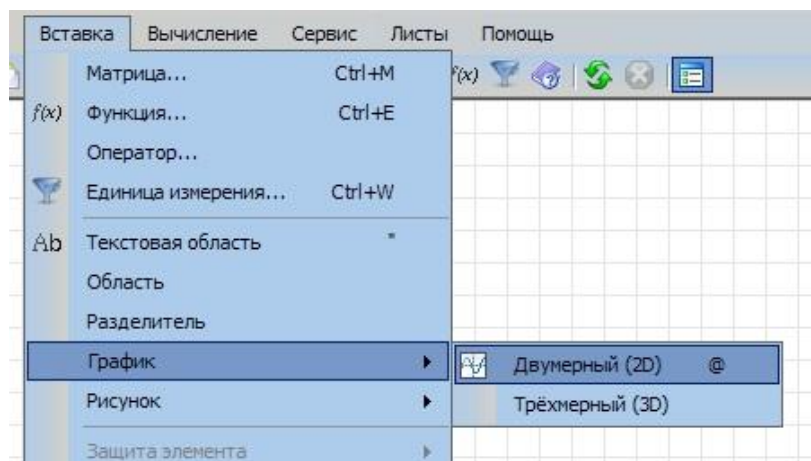 Вставка Вычисление Сервис Листы Помощь
Матрица... Ctrl+M f(x)
f(x) Функция... Ctrl+E
Оператор...
Единица измерения... Ctrl+W
Ab Текстовая область "
Область
Разделитель
График
Двумерный (2D) @
Рисунок
Трёхмерный (3D)
Защита элемента